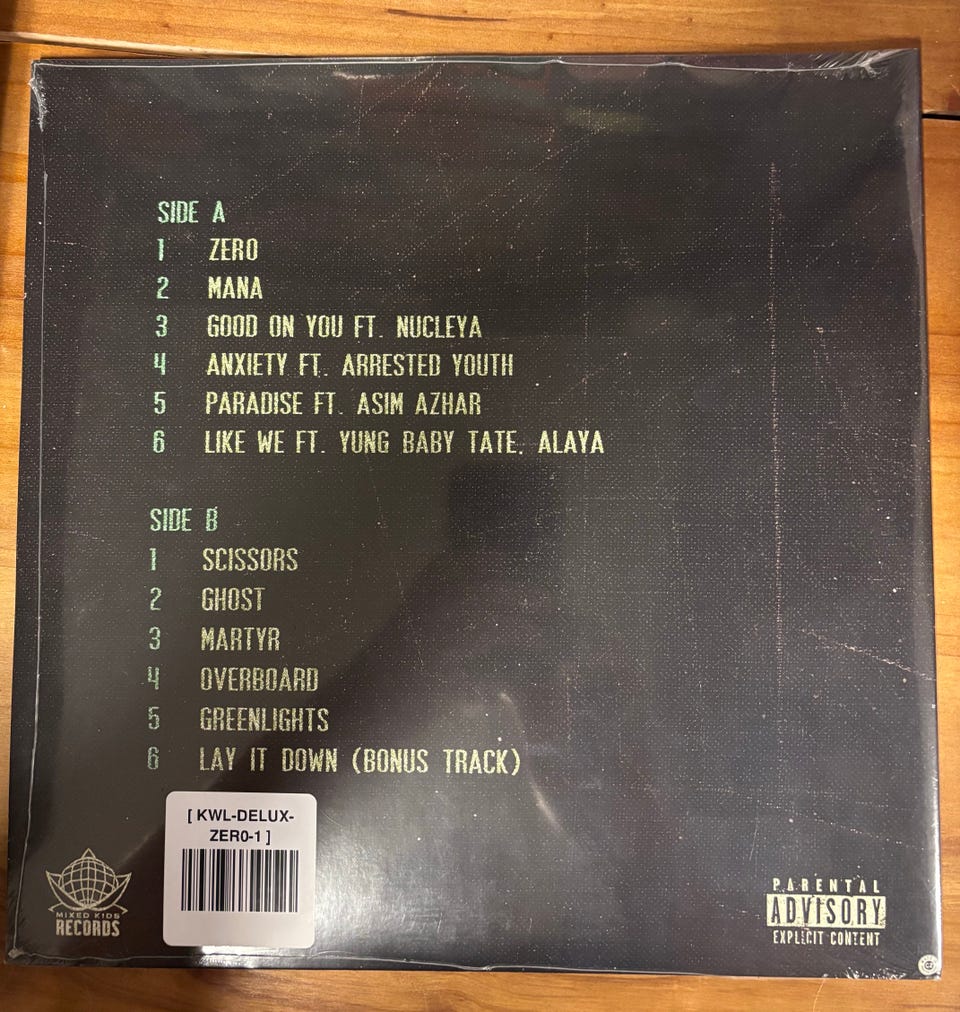 SIDE A
1 ZERO
2 MANA
3 GOOD ON YOU FT. NUCLEYA
4 ANXIETY FT. ARRESTED YOUTH
5 PARADISE FT. ASIM AZHAR
6 LIKE WE FT. YUNG BABY TATE, ALAYA
SIDE B
1 SCISSORS
2 GHOST
3 MARTYR
4 OVERBOARD
5 GREENLIGHTS
6 LAY IT DOWN (BONUS TRACK)
[ KWL-DELUX-
ZER0-1 ]
MIXED KIDS
RECORDS
PARENTAL
ADVISORY
EXPLICIT CONTENT